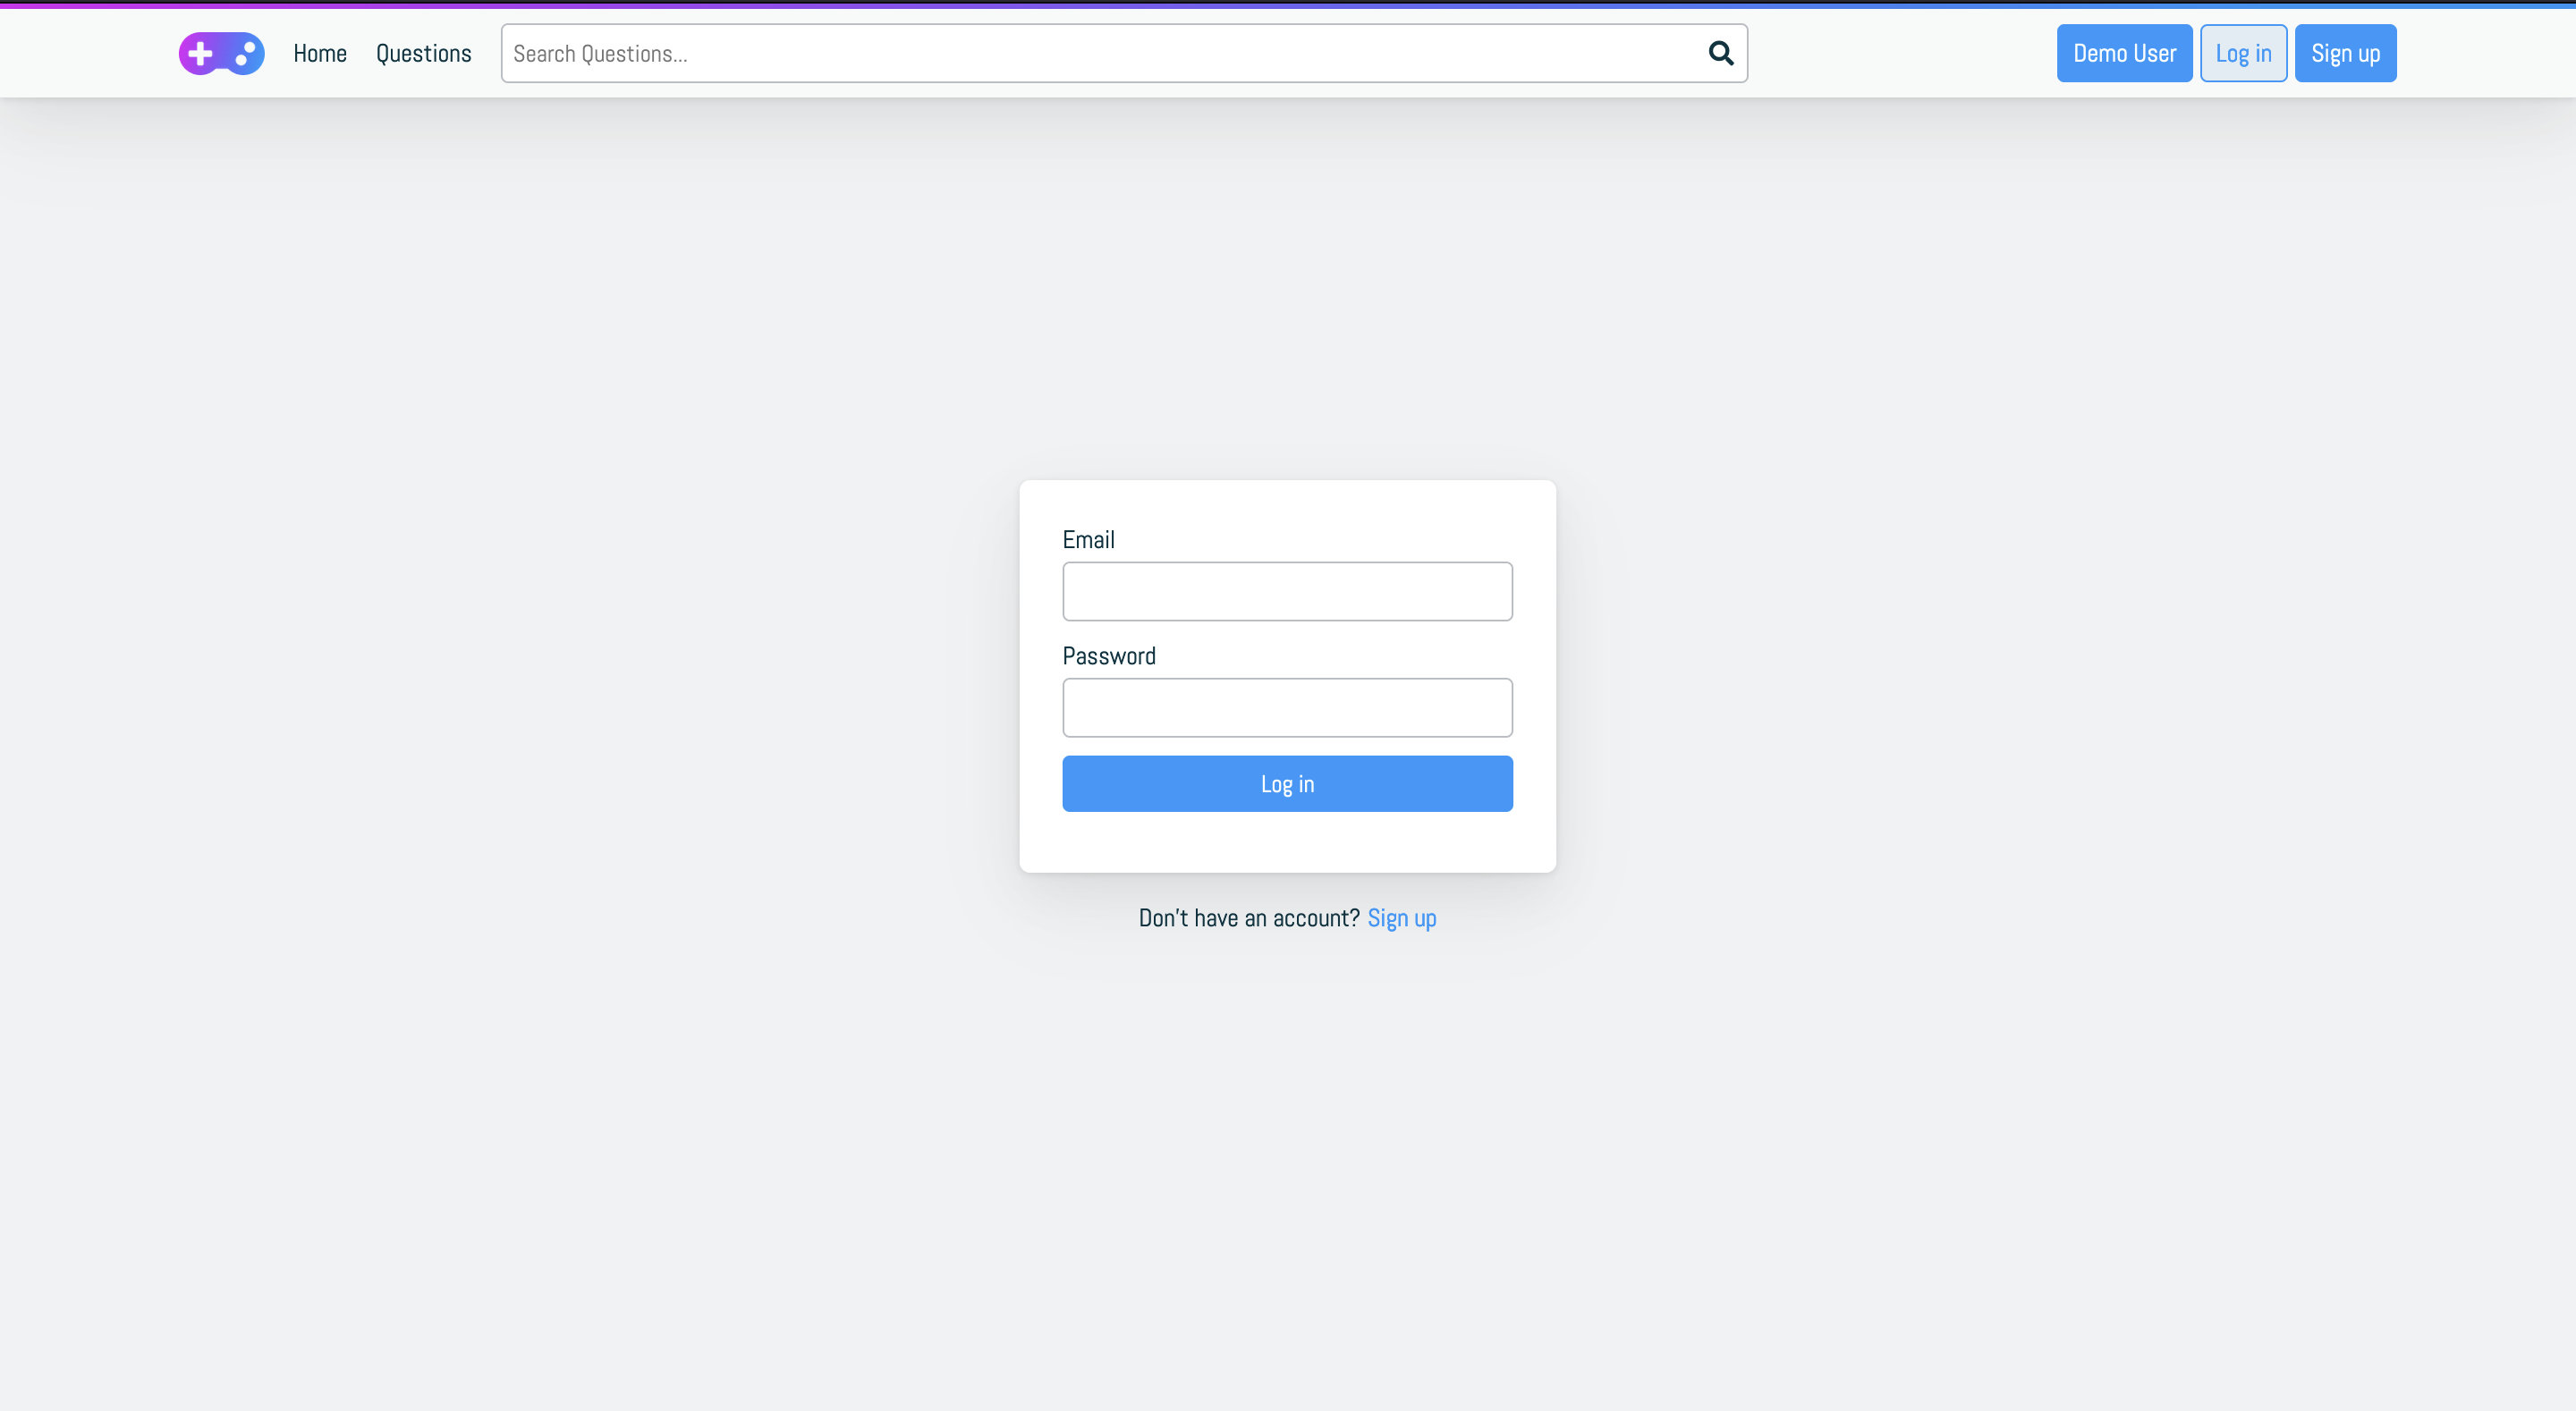 Home Questions Search Questions... Demo User Log in Sign up
Email
Password
Log in
Don't have an account? Sign up